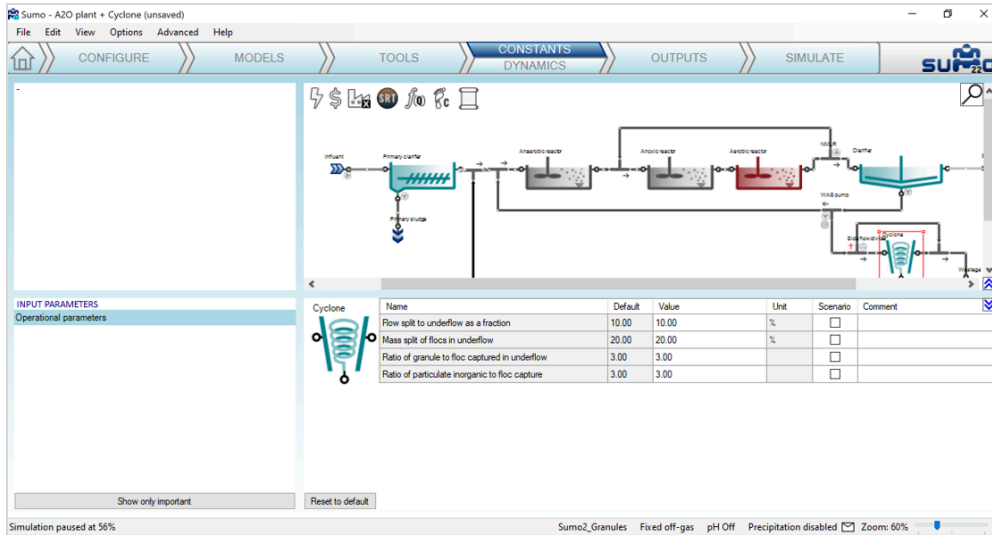 Sumo - A2O plant + Cyclone (unsaved)
File Edit View Options Advanced Help
CONFIGURE MODELS TOOLS CONSTANTS DYNAMICS OUTPUTS SIMULATE SUMO 22
-
SRT
Influent
Primary clarifier
Anaerobic reactor
Anoxic reactor
Aerobic reactor
Clarifier
Primary sludge
WAS pump
Cyclone
INPUT PARAMETERS
Operational parameters
Cyclone
Name Default Value Unit Scenario Comment
Flow split to underflow as a fraction 10.00 10.00 %
Mass split of flocs in underflow 20.00 20.00 %
Ratio of granule to floc captured in underflow 3.00 3.00
Ratio of particulate inorganic to floc capture 3.00 3.00
Show only important
Reset to default
Simulation paused at 56%
Sumo2_Granules Fixed off-gas pH Off Precipitation disabled Zoom: 60%